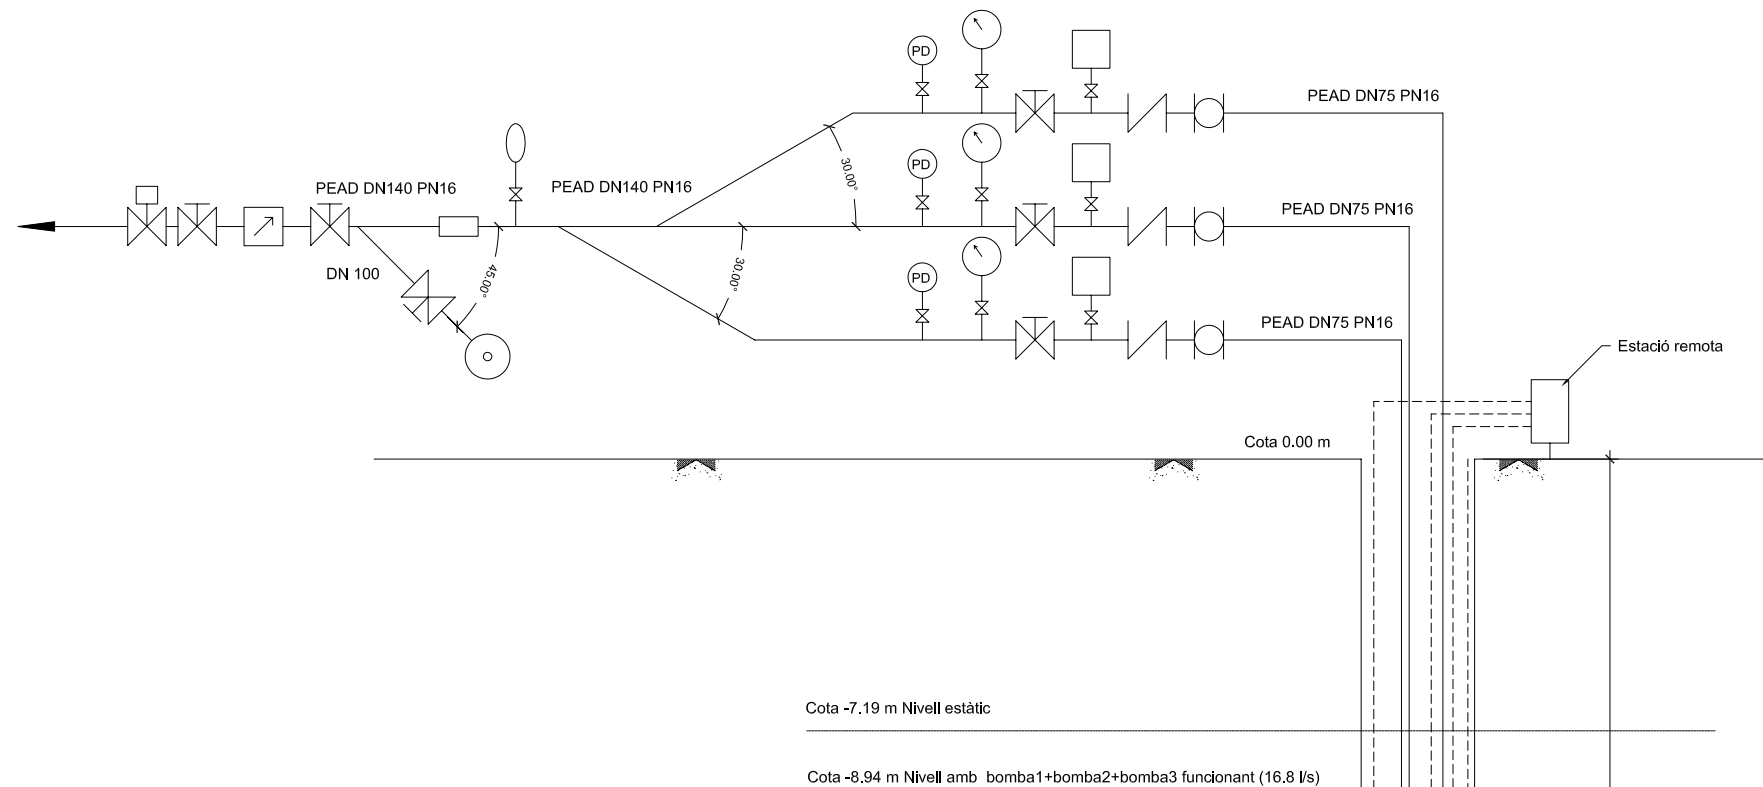 PD
PEAD DN75 PN16
30.00°
PD
PEAD DN140 PN16
PEAD DN140 PN16
PEAD DN75 PN16
DN 100
45.00°
30.00°
PD
PEAD DN75 PN16
Estació remota
Cota 0.00 m
Cota -7.19 m Nivell estàtic
Cota -8.94 m Nivell amb bomba1+bomba2+bomba3 funcionant (16.8 l/s)